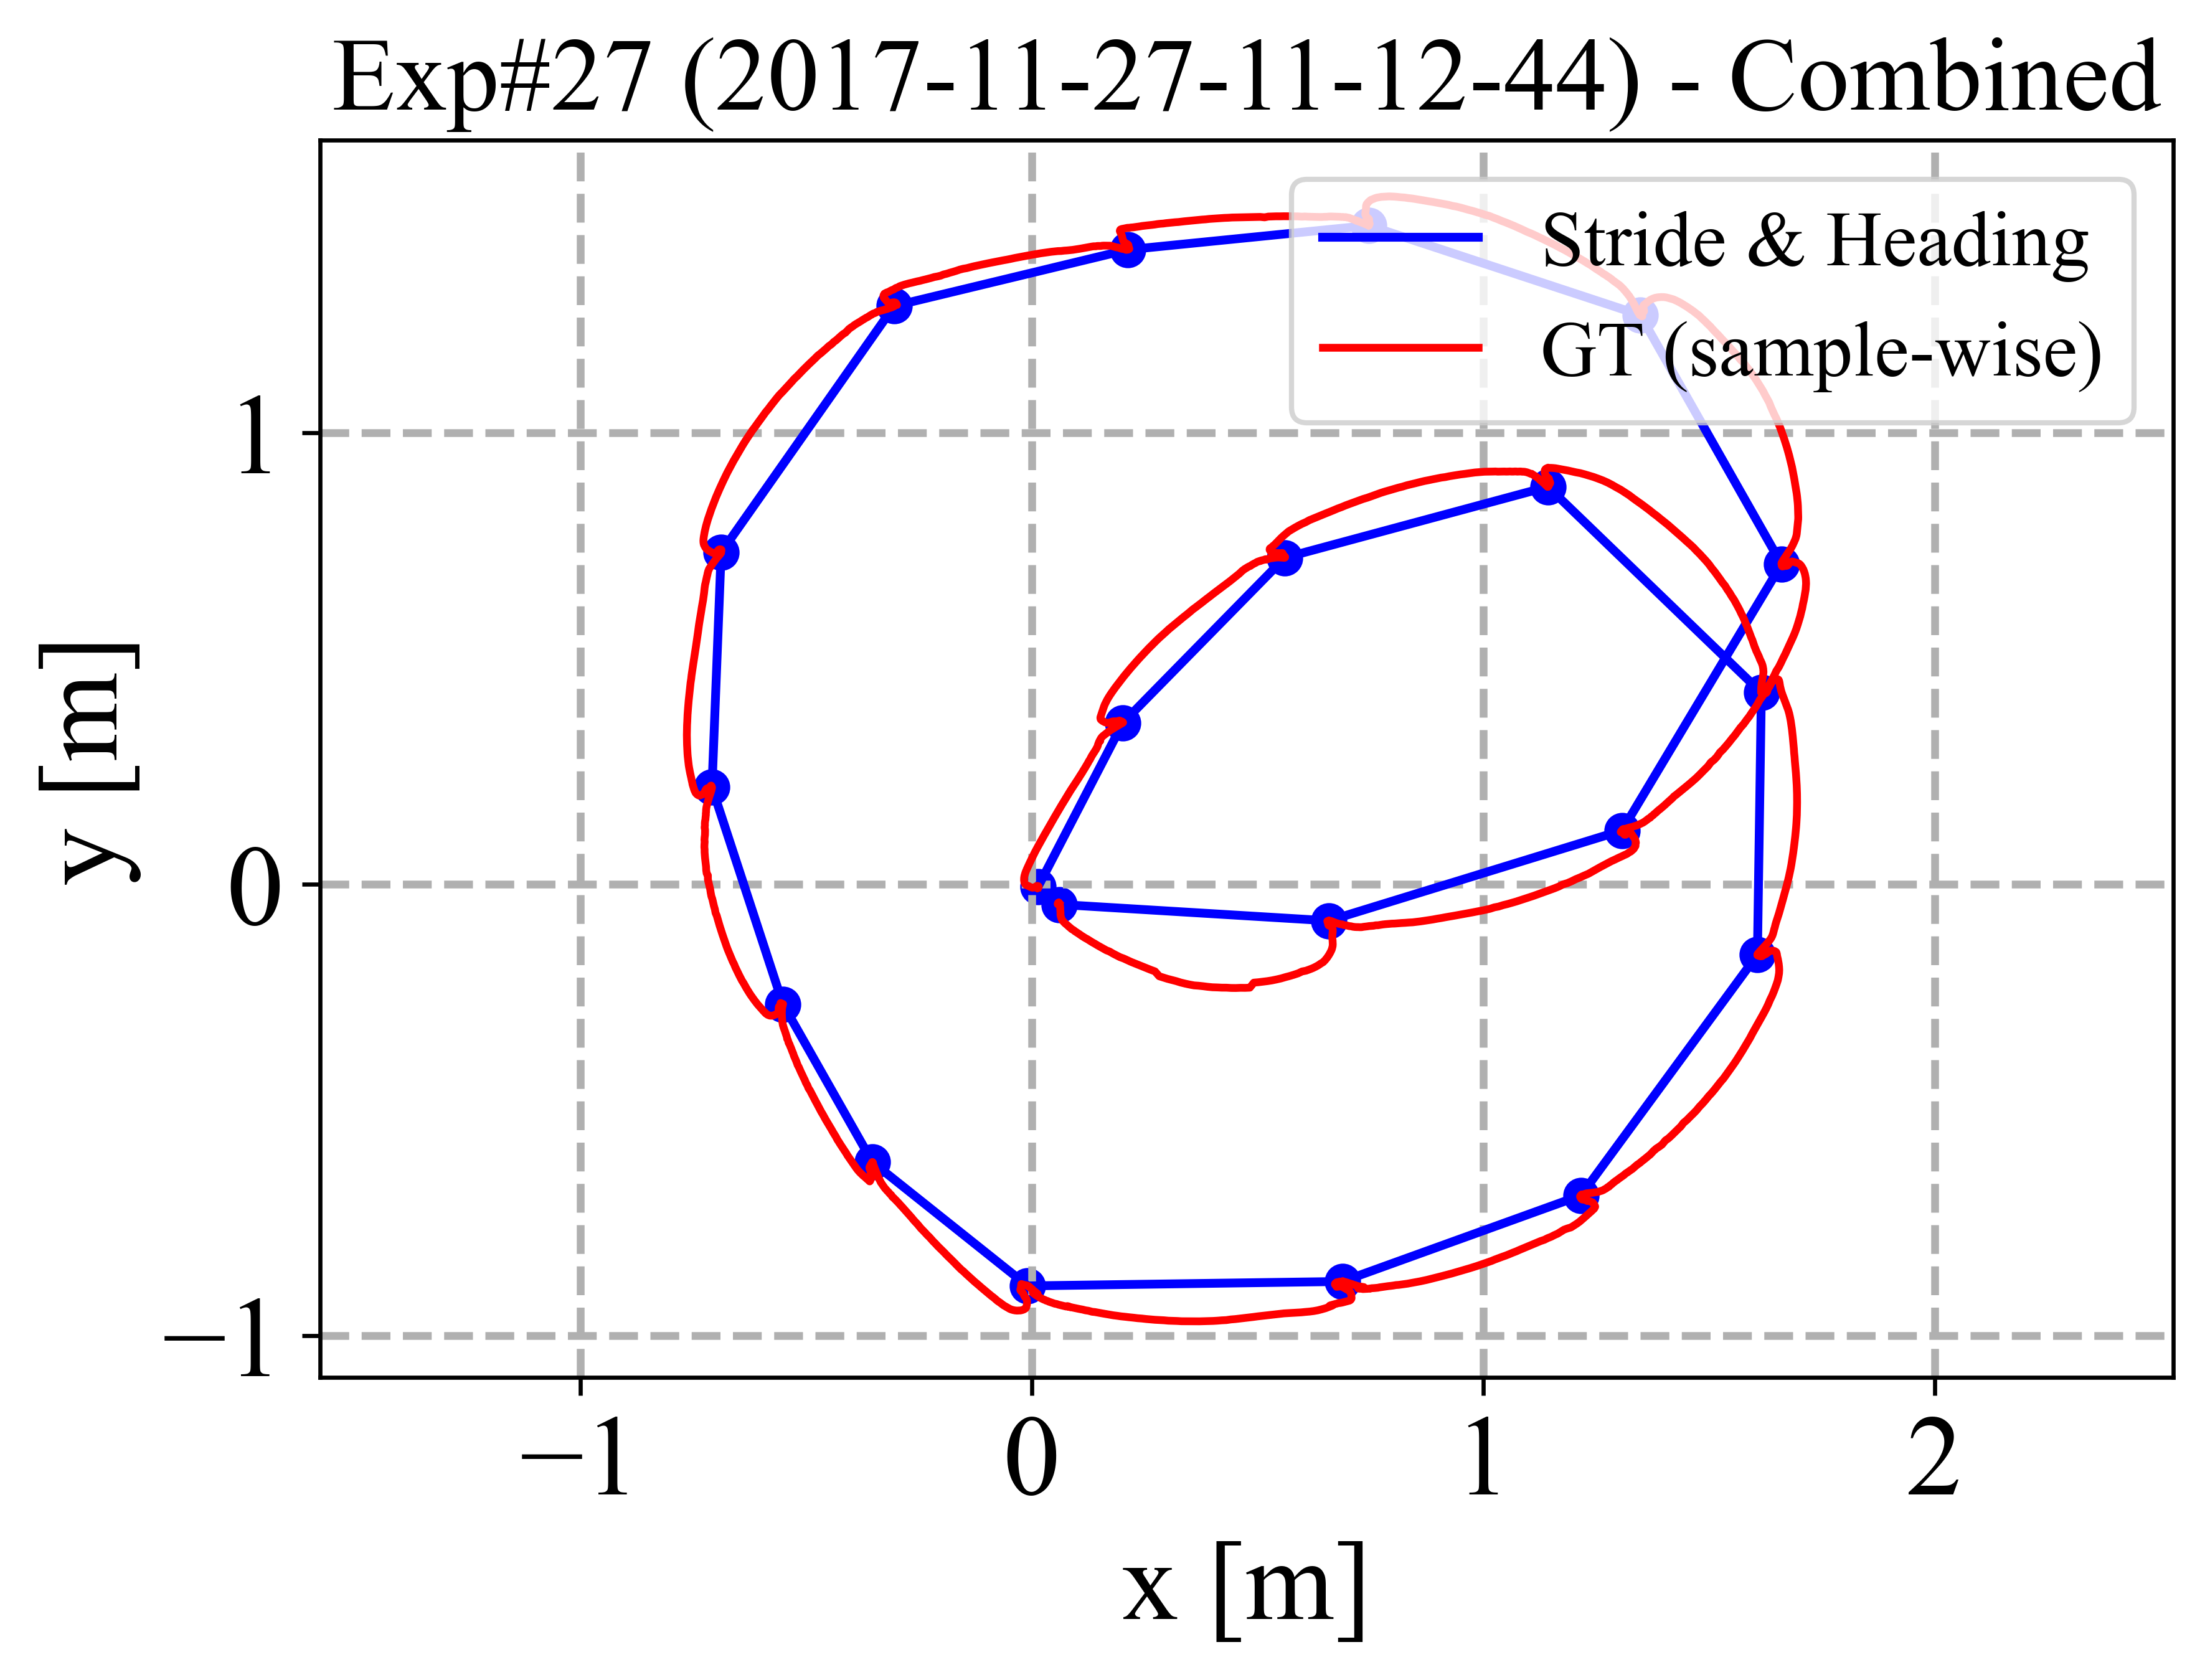 Exp#27 (2017-11-27-11-12-44) - Combined
Stride & Heading
GT (sample-wise)
y [m]
1
0
−1
−1 0 1 2
x [m]